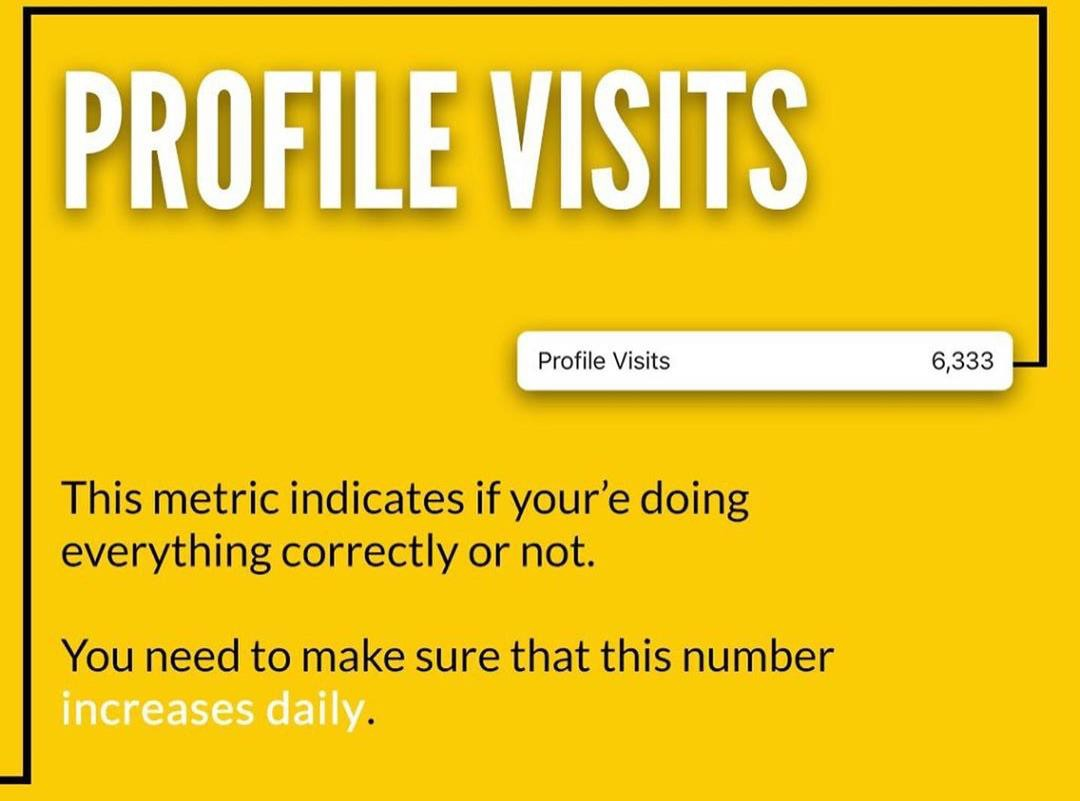 PROFILE VISITS
Profile Visits 6,333
This metric indicates if your’e doing
everything correctly or not.
You need to make sure that this number
increases daily.